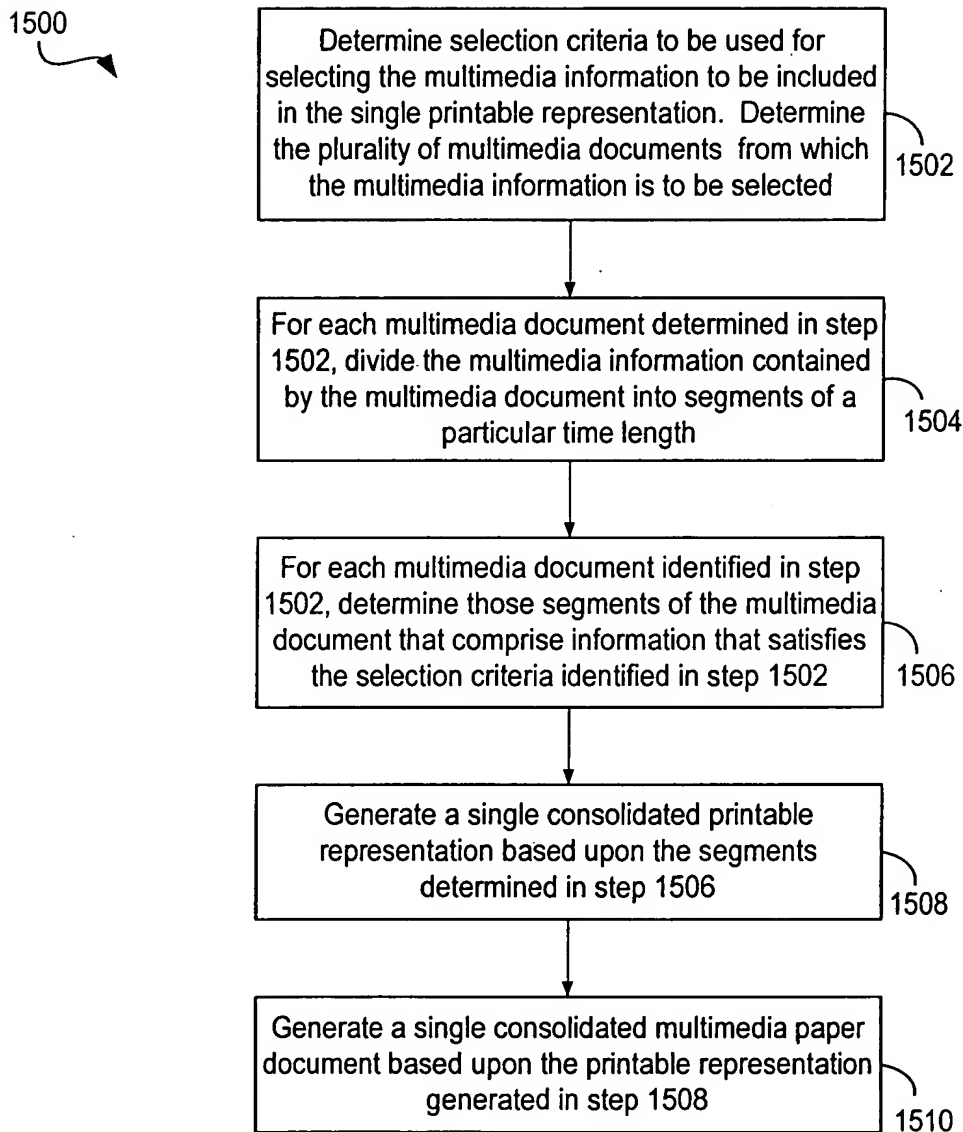 1500
Determine selection criteria to be used for
selecting the multimedia information to be included
in the single printable representation. Determine
the plurality of multimedia documents from which
the multimedia information is to be selected
1502
For each multimedia document determined in step
1502, divide the multimedia information contained
by the multimedia document into segments of a
particular time length
1504
For each multimedia document identified in step
1502, determine those segments of the multimedia
document that comprise information that satisfies
the selection criteria identified in step 1502
1506
Generate a single consolidated printable
representation based upon the segments
determined in step 1506
1508
Generate a single consolidated multimedia paper
document based upon the printable representation
generated in step 1508
1510